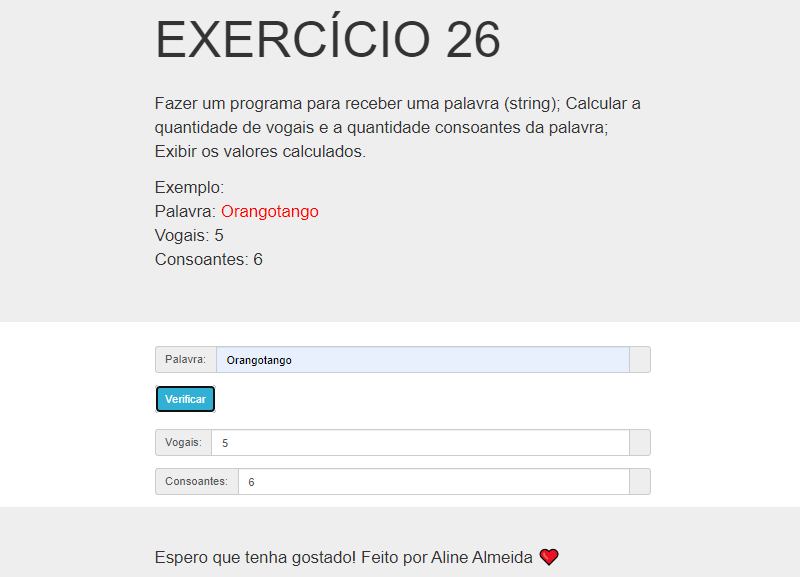 EXERCÍCIO 26
Fazer um programa para receber uma palavra (string); Calcular a
quantidade de vogais e a quantidade consoantes da palavra;
Exibir os valores calculados.
Exemplo:
Palavra: Orangotango
Vogais: 5
Consoantes: 6
Palavra: Orangotango
Verificar
Vogais: 5
Consoantes: 6
Espero que tenha gostado! Feito por Aline Almeida ❤